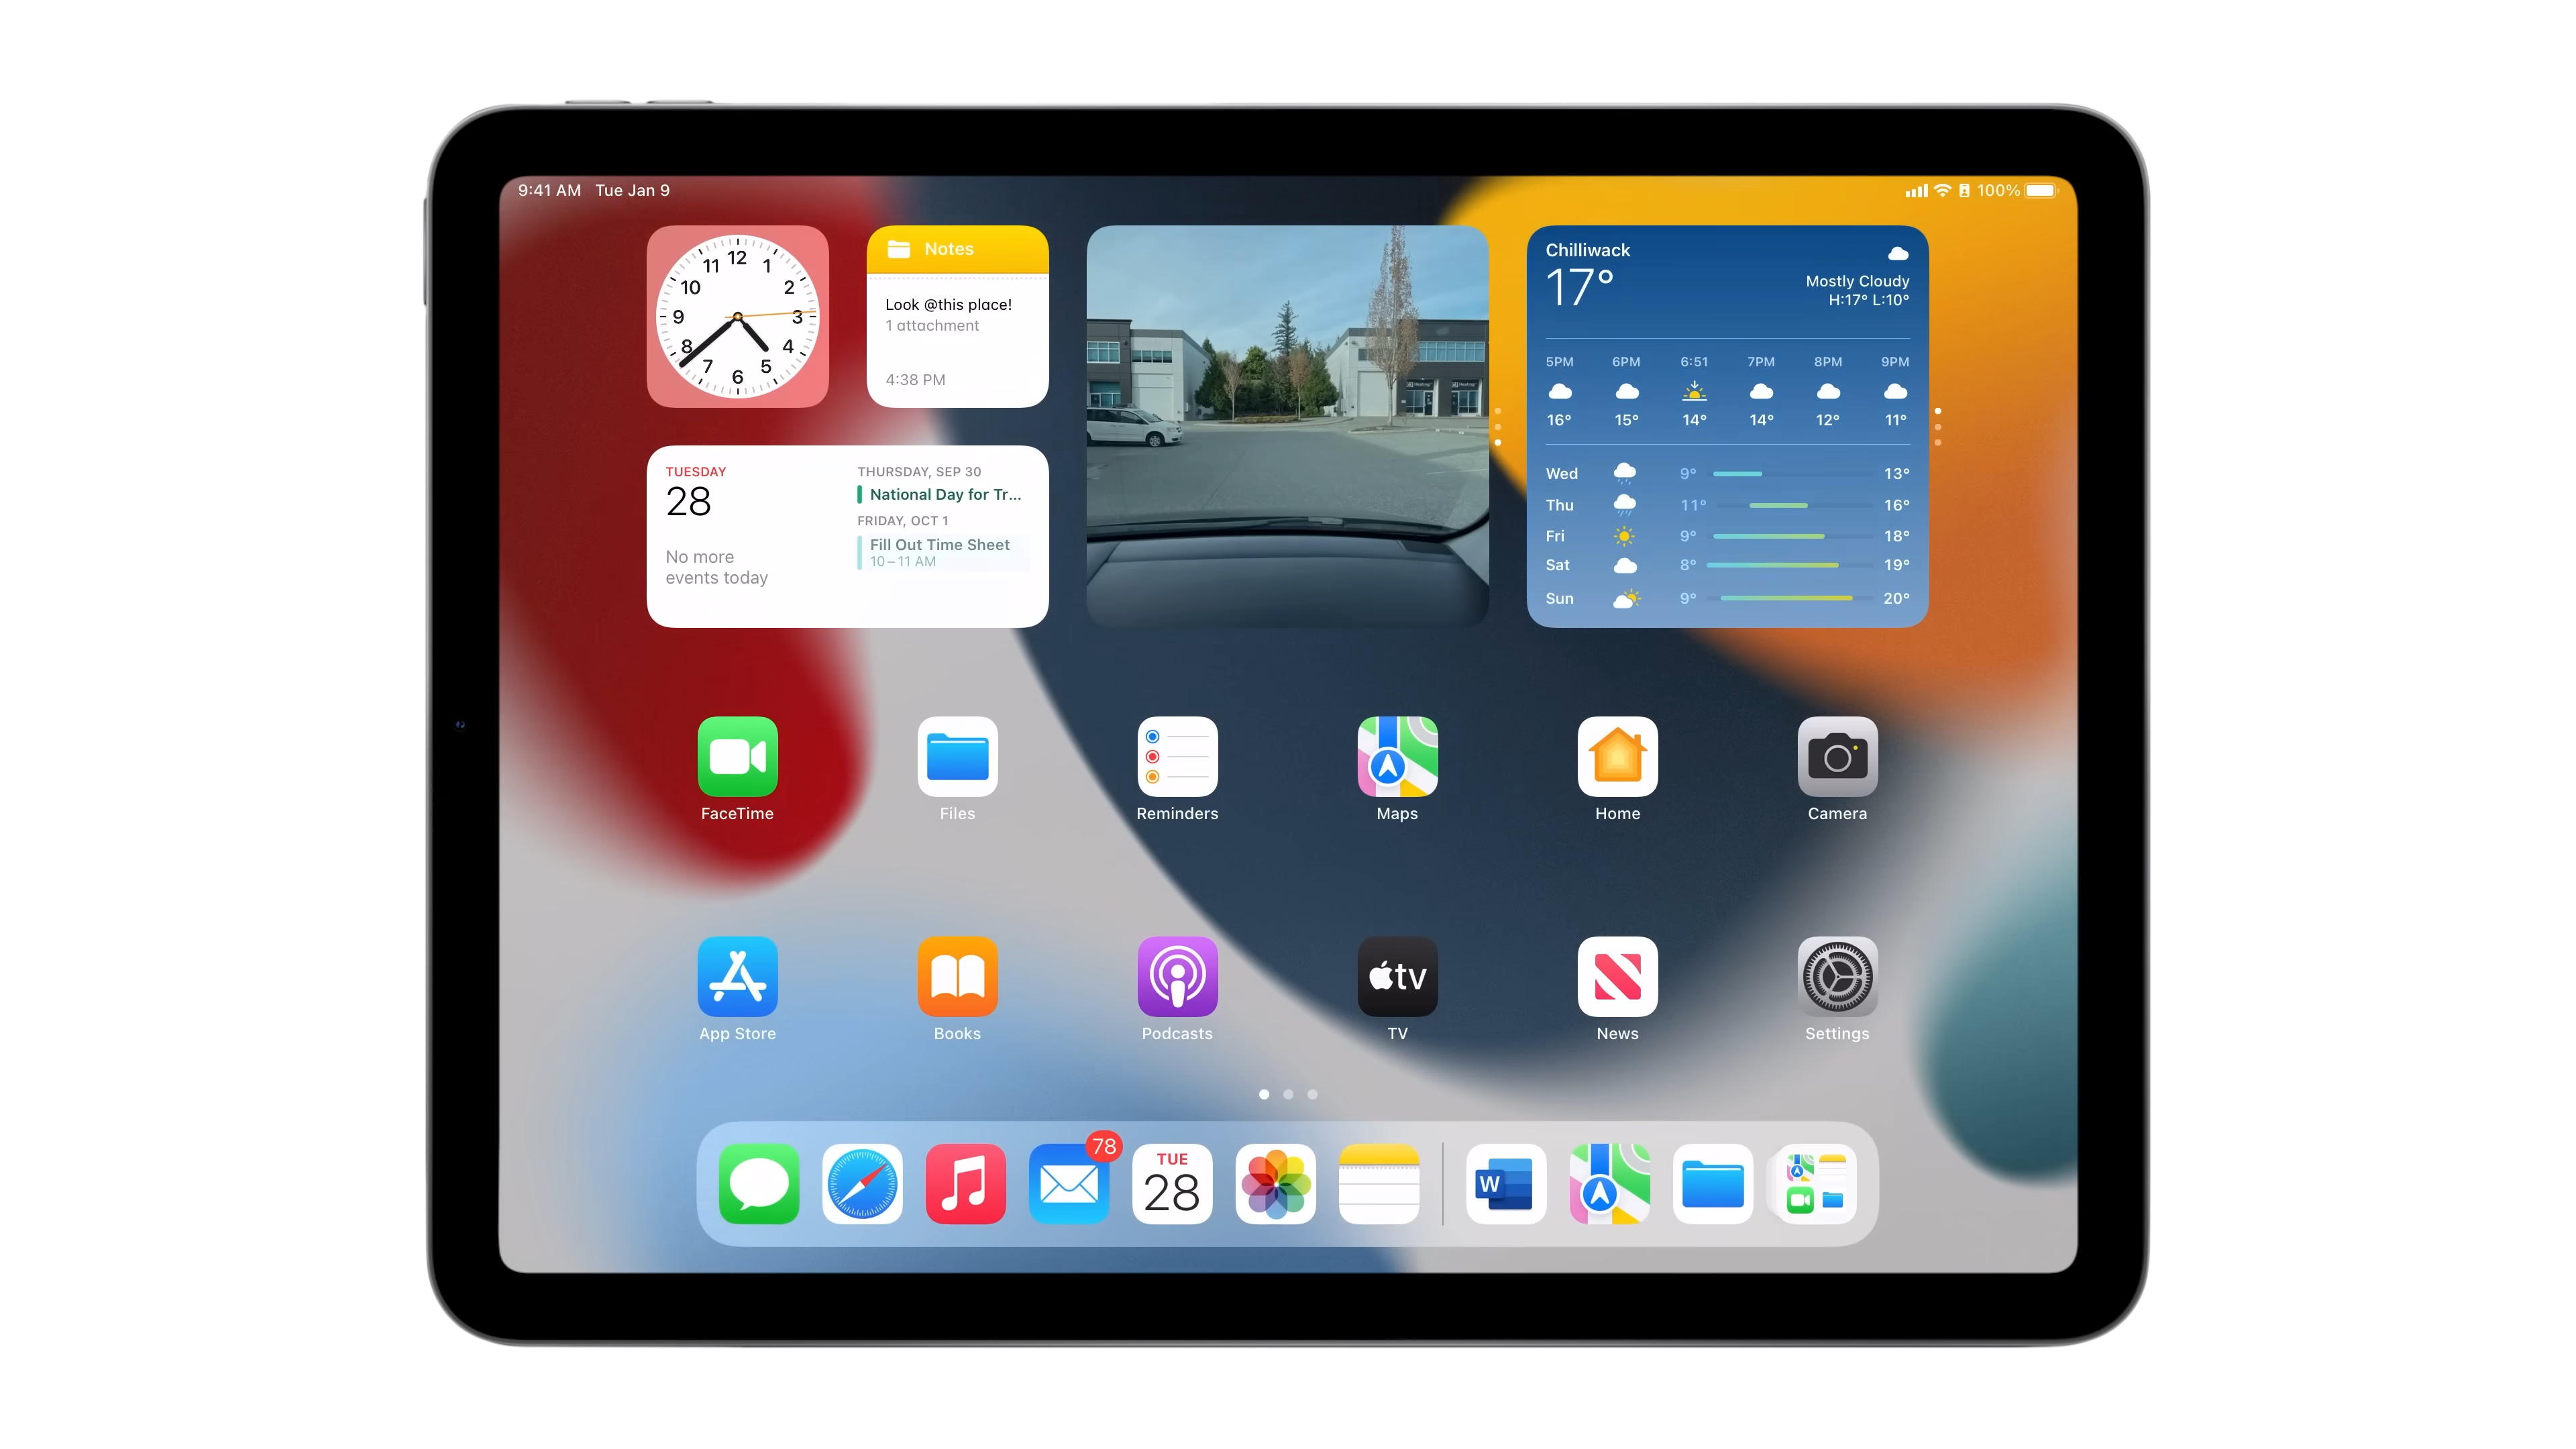 9:41 AM Tue Jan 9
100%
12
11
1
10
2
9
3
8
4
7
5
6
Notes
Look @this place!
1 attachment
4:38 PM
TUESDAY
28
No more
events today
THURSDAY, SEP 30
National Day for Tr...
FRIDAY, OCT 1
Fill Out Time Sheet
10 – 11 AM
Chilliwack
17°
Mostly Cloudy
H:17° L:10°
5PM 6PM 6:51 7PM 8PM 9PM
16° 15° 14° 14° 12° 11°
Wed 9° 13°
Thu 11° 16°
Fri 9° 18°
Sat 8° 19°
Sun 9° 20°
FaceTime Files Reminders Maps Home Camera
tv
App Store Books Podcasts TV News Settings
78
TUE
28
W